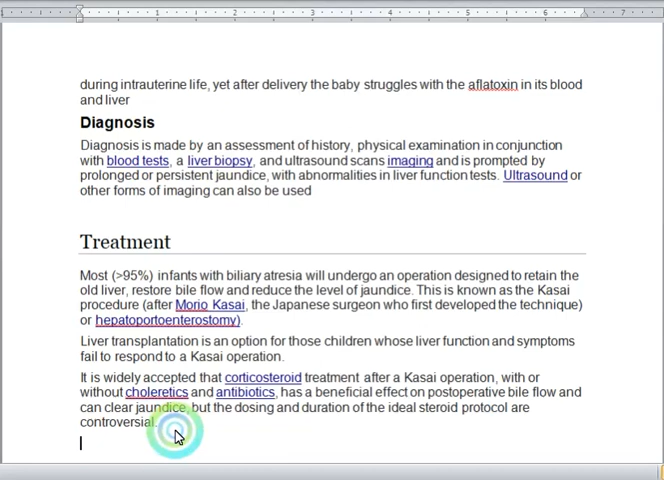 1 2 3 4 5 6 7
during intrauterine life, yet after delivery the baby struggles with the aflatoxin in its blood
and liver
Diagnosis
Diagnosis is made by an assessment of history, physical examination in conjunction
with blood tests, a liver biopsy, and ultrasound scans imaging and is prompted by
prolonged or persistent jaundice, with abnormalities in liver function tests. Ultrasound or
other forms of imaging can also be used
Treatment
Most (>95%) infants with biliary atresia will undergo an operation designed to retain the
old liver, restore bile flow and reduce the level of jaundice. This is known as the Kasai
procedure (after Morio Kasai, the Japanese surgeon who first developed the technique)
or hepatoportoenterostomy).
Liver transplantation is an option for those children whose liver function and symptoms
fail to respond to a Kasai operation.
It is widely accepted that corticosteroid treatment after a Kasai operation, with or
without choleretics and antibiotics, has a beneficial effect on postoperative bile flow and
can clear jaundice, but the dosing and duration of the ideal steroid protocol are
controversial.